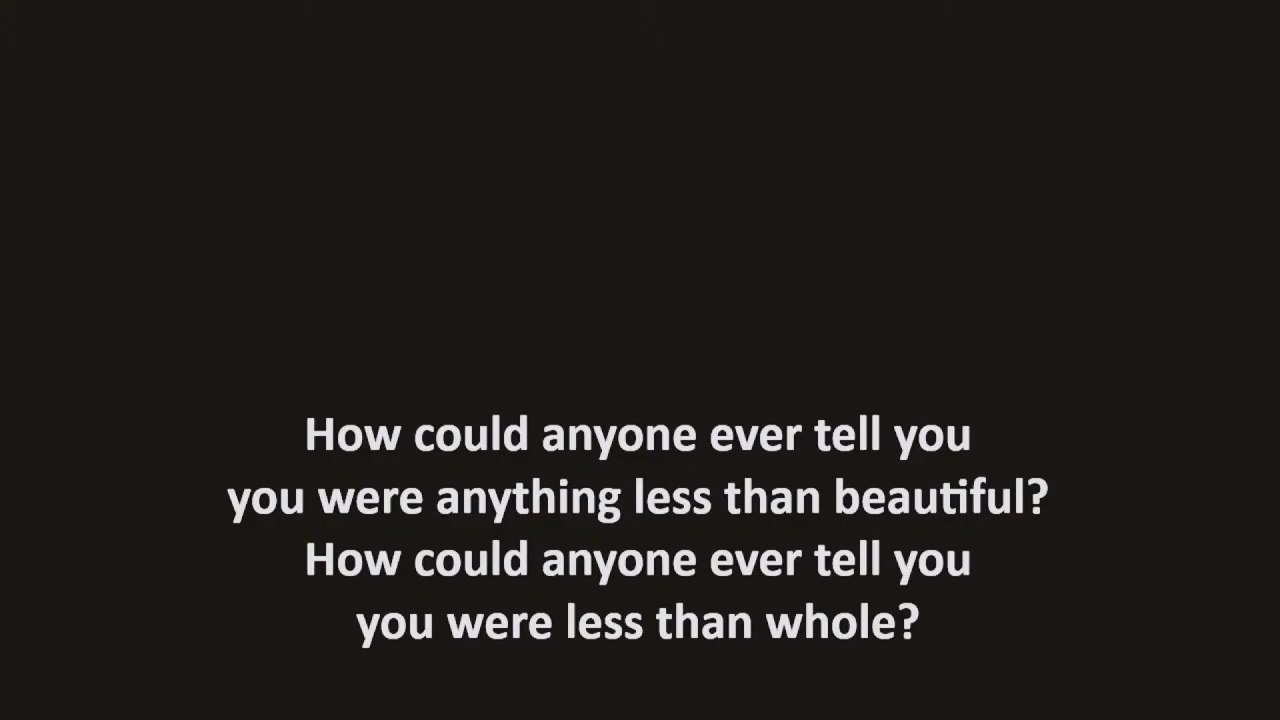 How could anyone ever tell you
you were anything less than beautiful?
How could anyone ever tell you
you were less than whole?